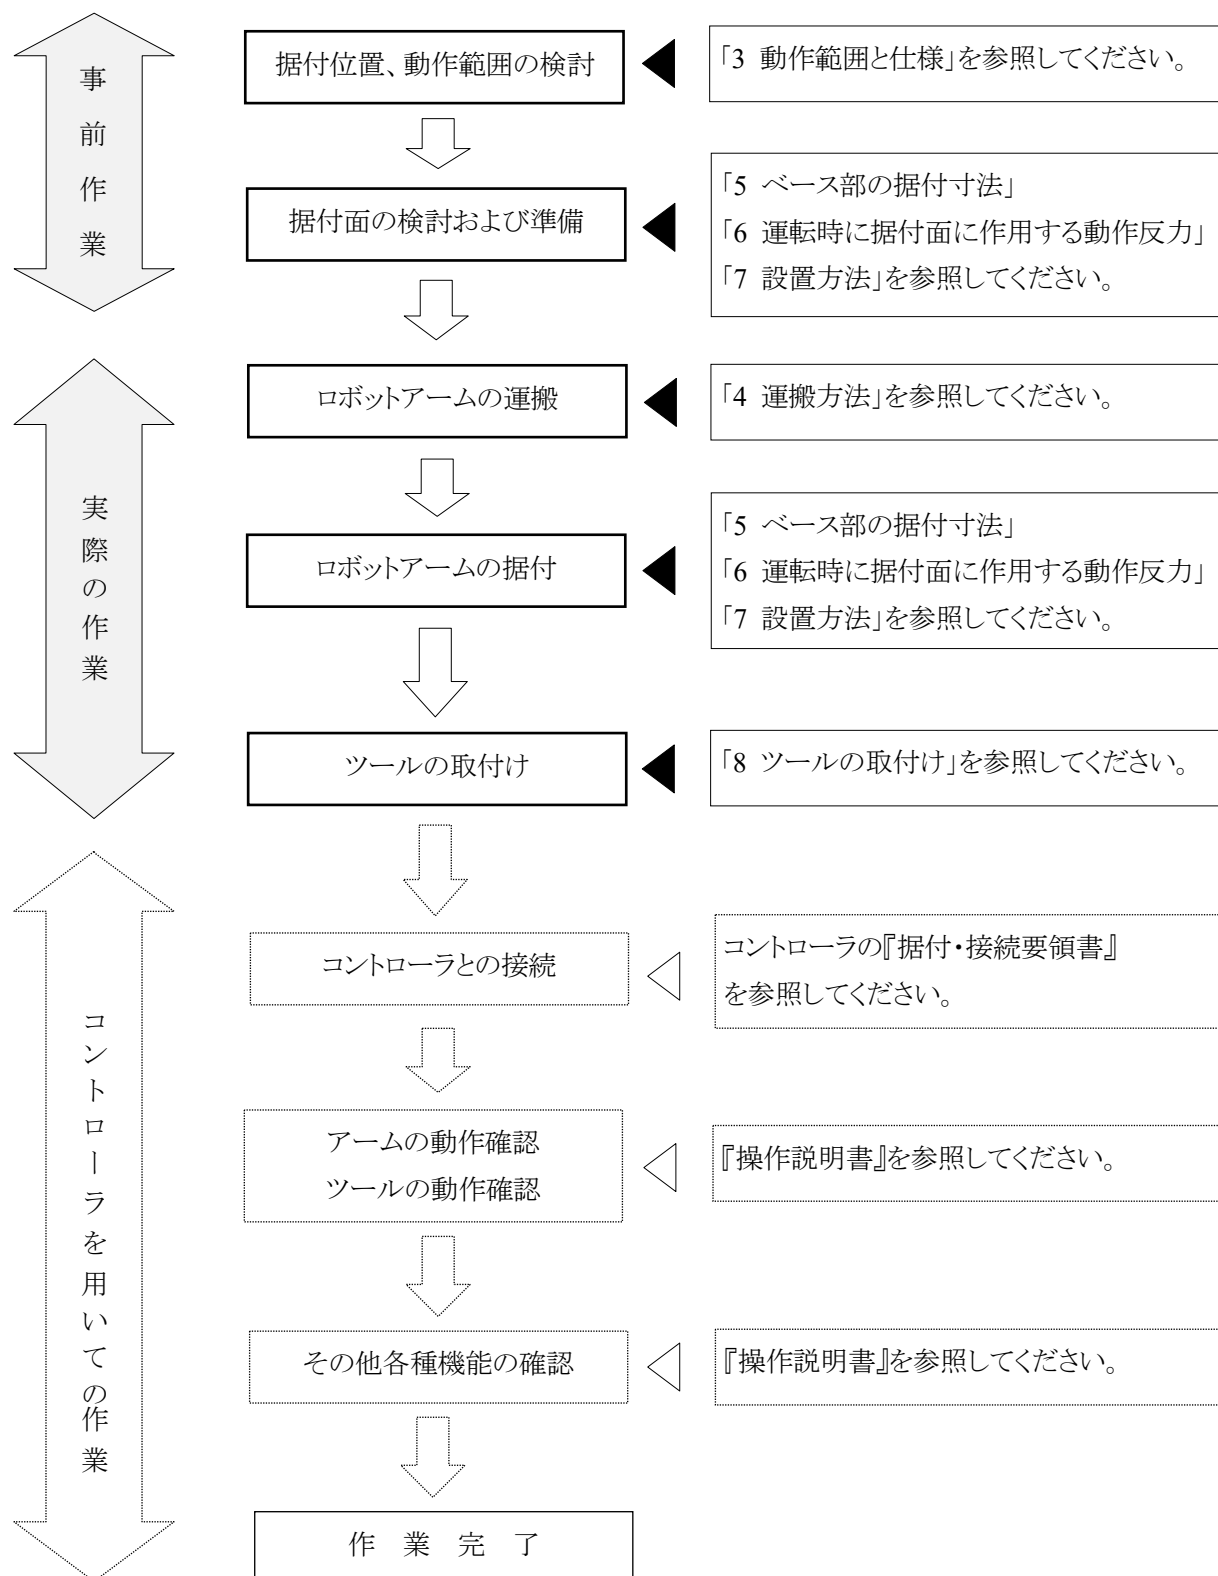 事前作業
据付位置、動作範囲の検討
「3 動作範囲と仕様」を参照してください。
据付面の検討および準備
「5 ベース部の据付寸法」
「6 運転時に据付面に作用する動作反力」
「7 設置方法」を参照してください。
実際の作業
ロボットアームの運搬
「4 運搬方法」を参照してください。
ロボットアームの据付
「5 ベース部の据付寸法」
「6 運転時に据付面に作用する動作反力」
「7 設置方法」を参照してください。
ツールの取付け
「8 ツールの取付け」を参照してください。
コントローラを用いての作業
コントローラとの接続
コントローラの『据付・接続要領書』
を参照してください。
アームの動作確認
ツールの動作確認
『操作説明書』を参照してください。
その他各種機能の確認
『操作説明書』を参照してください。
作 業 完 了